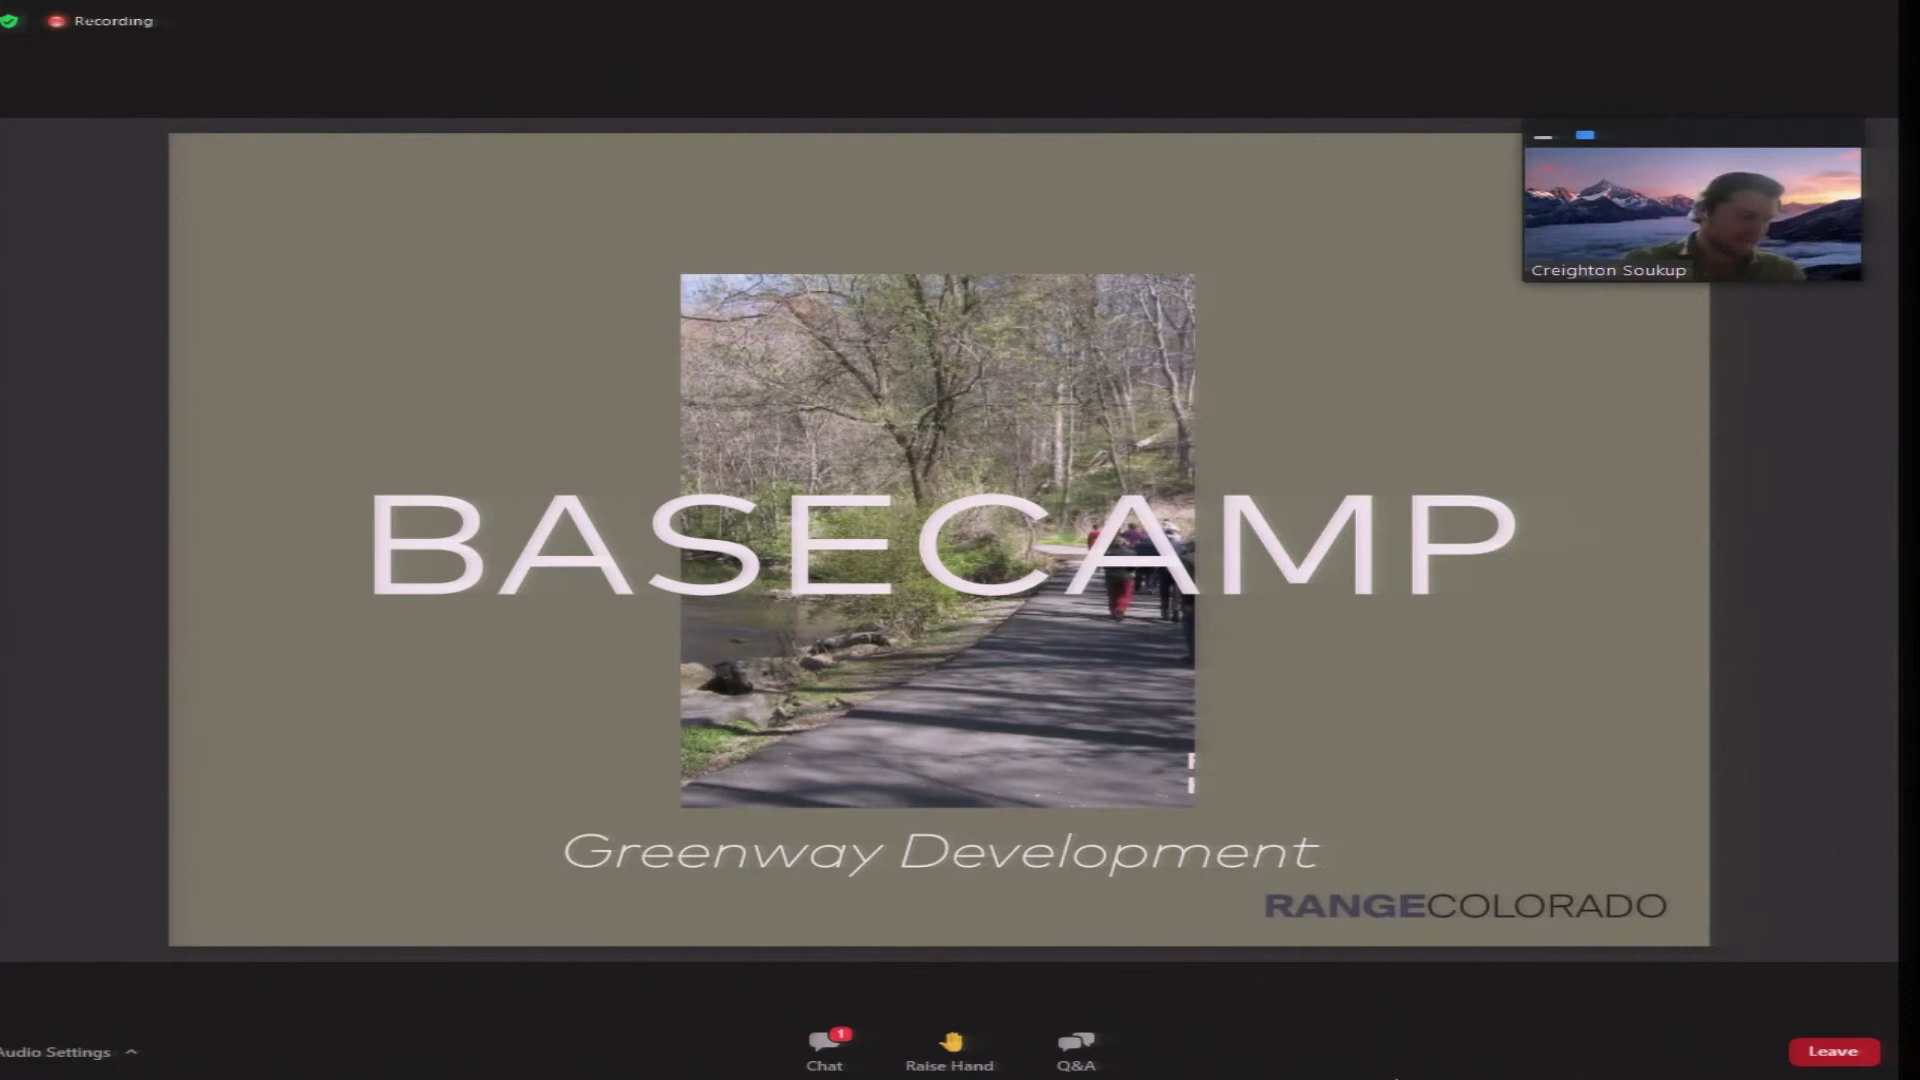 Recording
Creighton Soukup
BASECAMP
Greenway Development
RANGECOLORADO
Audio Settings
1
Chat
Raise Hand
Q&A
Leave